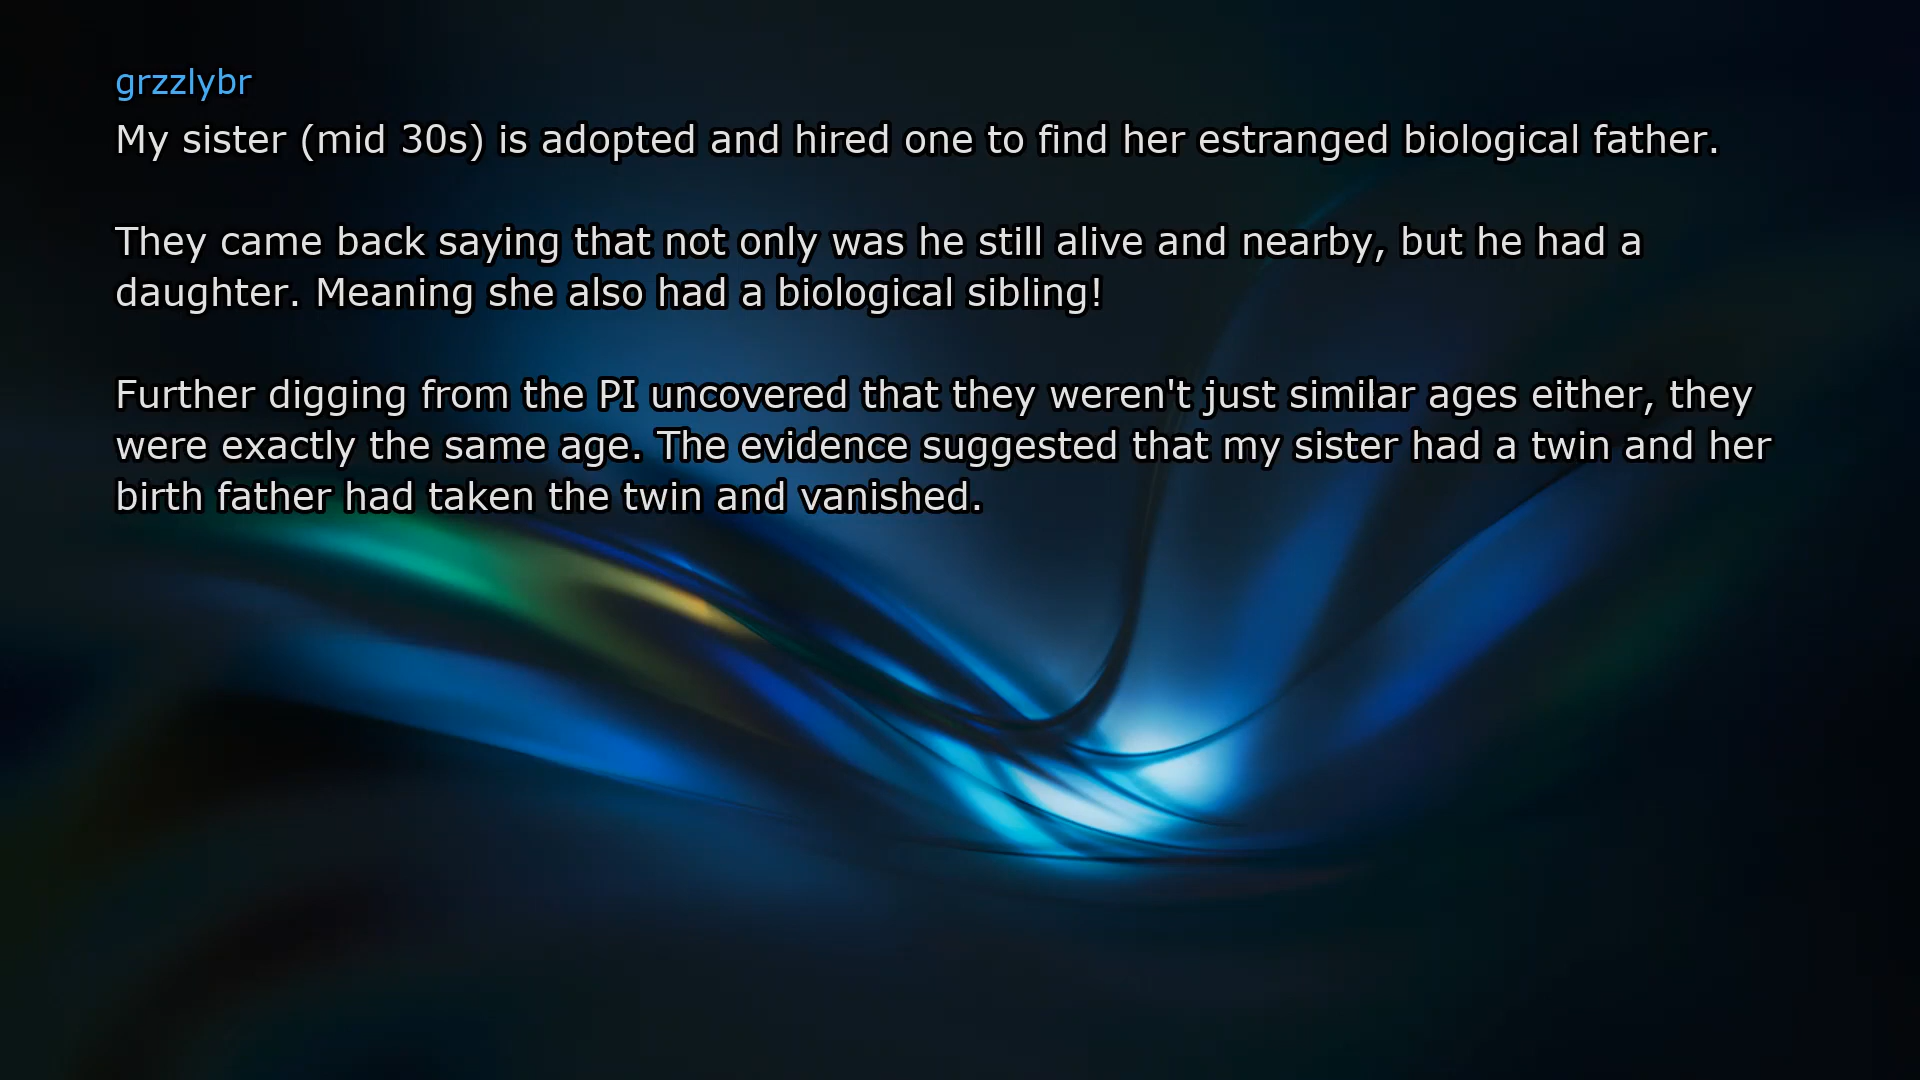 grzzlybr
My sister (mid 30s) is adopted and hired one to find her estranged biological father.
They came back saying that not only was he still alive and nearby, but he had a
daughter. Meaning she also had a biological sibling!
Further digging from the PI uncovered that they weren't just similar ages either, they
were exactly the same age. The evidence suggested that my sister had a twin and her
birth father had taken the twin and vanished.